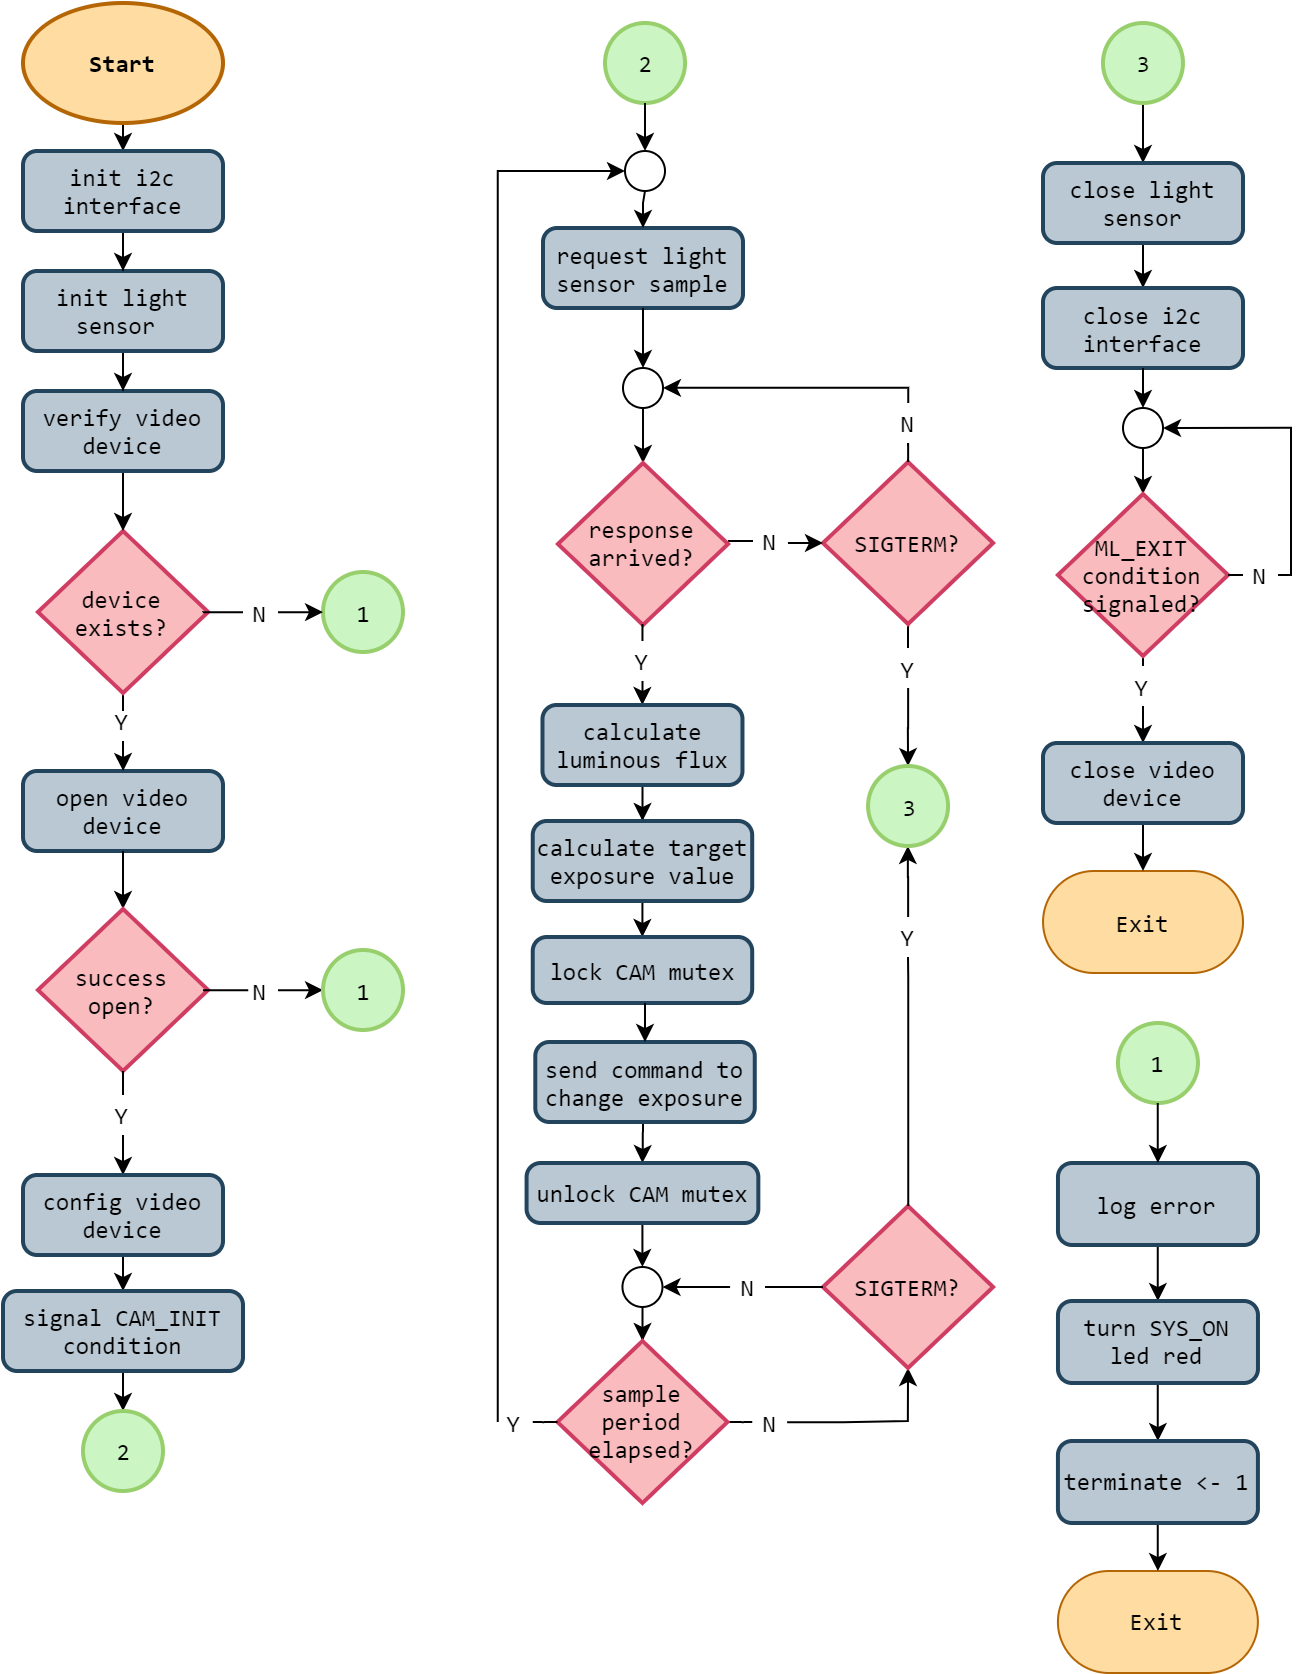 Start
init i2c
interface
init light
sensor
verify video
device
device
exists?
N
1
Y
open video
device
success
open?
N
1
Y
config video
device
signal CAM_INIT
condition
2
2
request light
sensor sample
response
arrived?
N
SIGTERM?
N
Y
Y
calculate
luminous flux
3
calculate target
exposure value
Y
lock CAM mutex
send command to
change exposure
unlock CAM mutex
N
SIGTERM?
sample
period
elapsed?
Y
N
3
close light
sensor
close i2c
interface
ML_EXIT
condition
signaled?
N
Y
close video
device
Exit
1
log error
turn SYS_ON
led red
terminate <- 1
Exit